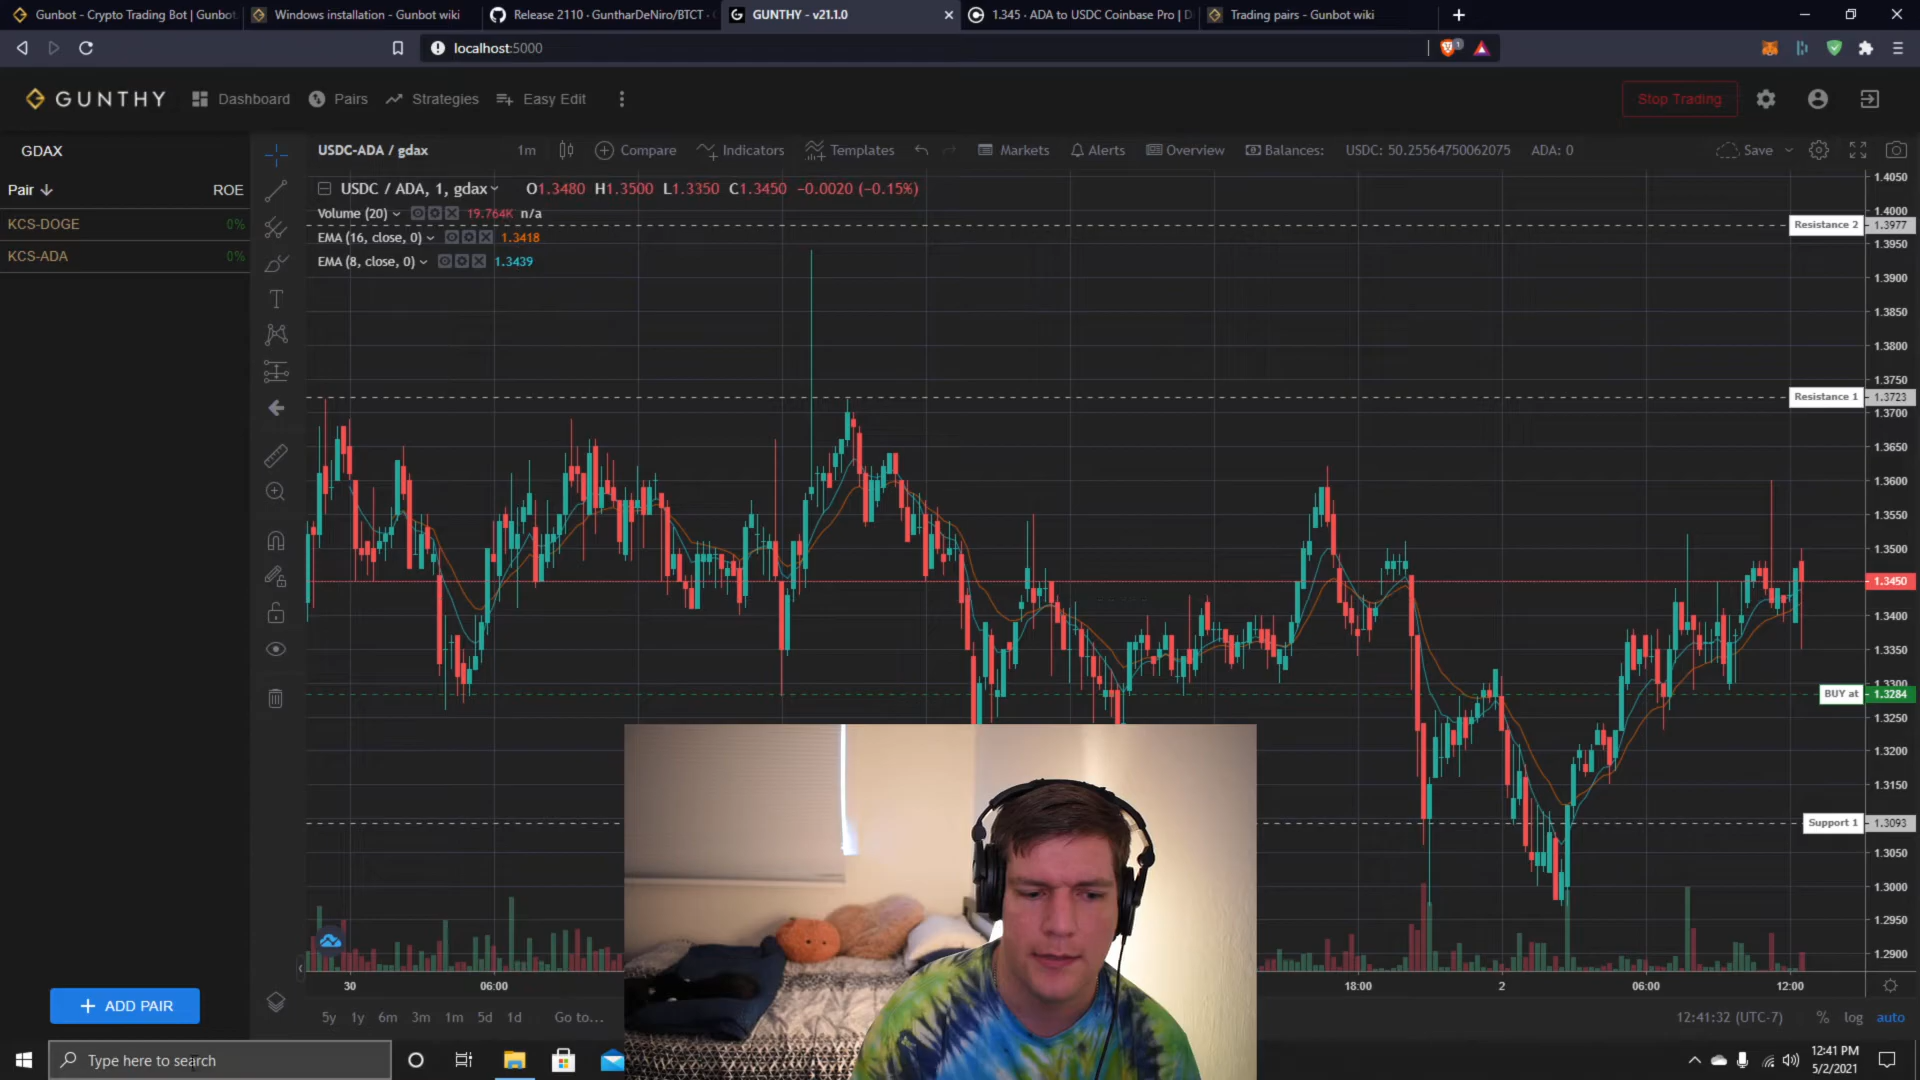 Gunbot - Crypto Trading Bot | Gunbot
Windows installation - Gunbot wiki
Release 2110 · GuntharDeNiro/BTCT ·
GUNTHY - v21.1.0
1.345 · ADA to USDC Coinbase Pro |
Trading pairs - Gunbot wiki
localhost:5000
1
GUNTHY
Dashboard
Pairs
Strategies
Easy Edit
Stop Trading
GDAX
Pair
ROE
KCS-DOGE 0%
KCS-ADA 0%
USDC-ADA / gdax
1m
Compare
Indicators
Templates
Markets
Alerts
Overview
Balances:
USDC: 50.25564750062075
ADA: 0
Save
USDC / ADA, 1, gdax O1.3480 H1.3500 L1.3350 C1.3450 -0.0020 (-0.15%)
Volume (20) 19.764K n/a
EMA (16, close, 0) 1.3418
EMA (8, close, 0) 1.3439
1.4050
1.4000
Resistance 2 1.3977
1.3950
1.3900
1.3850
1.3800
1.3750
Resistance 1 1.3723
1.3700
1.3650
1.3600
1.3550
1.3500
1.3450
1.3400
1.3350
1.3300
BUY at 1.3284
1.3250
1.3200
1.3150
Support 1 1.3093
1.3050
1.3000
1.2950
1.2900
30
06:00
18:00
2
06:00
12:00
ADD PAIR
5y 1y 6m 3m 1m 5d 1d Go to...
12:41:32 (UTC-7) % log auto
Type here to search
12:41 PM
5/2/2021